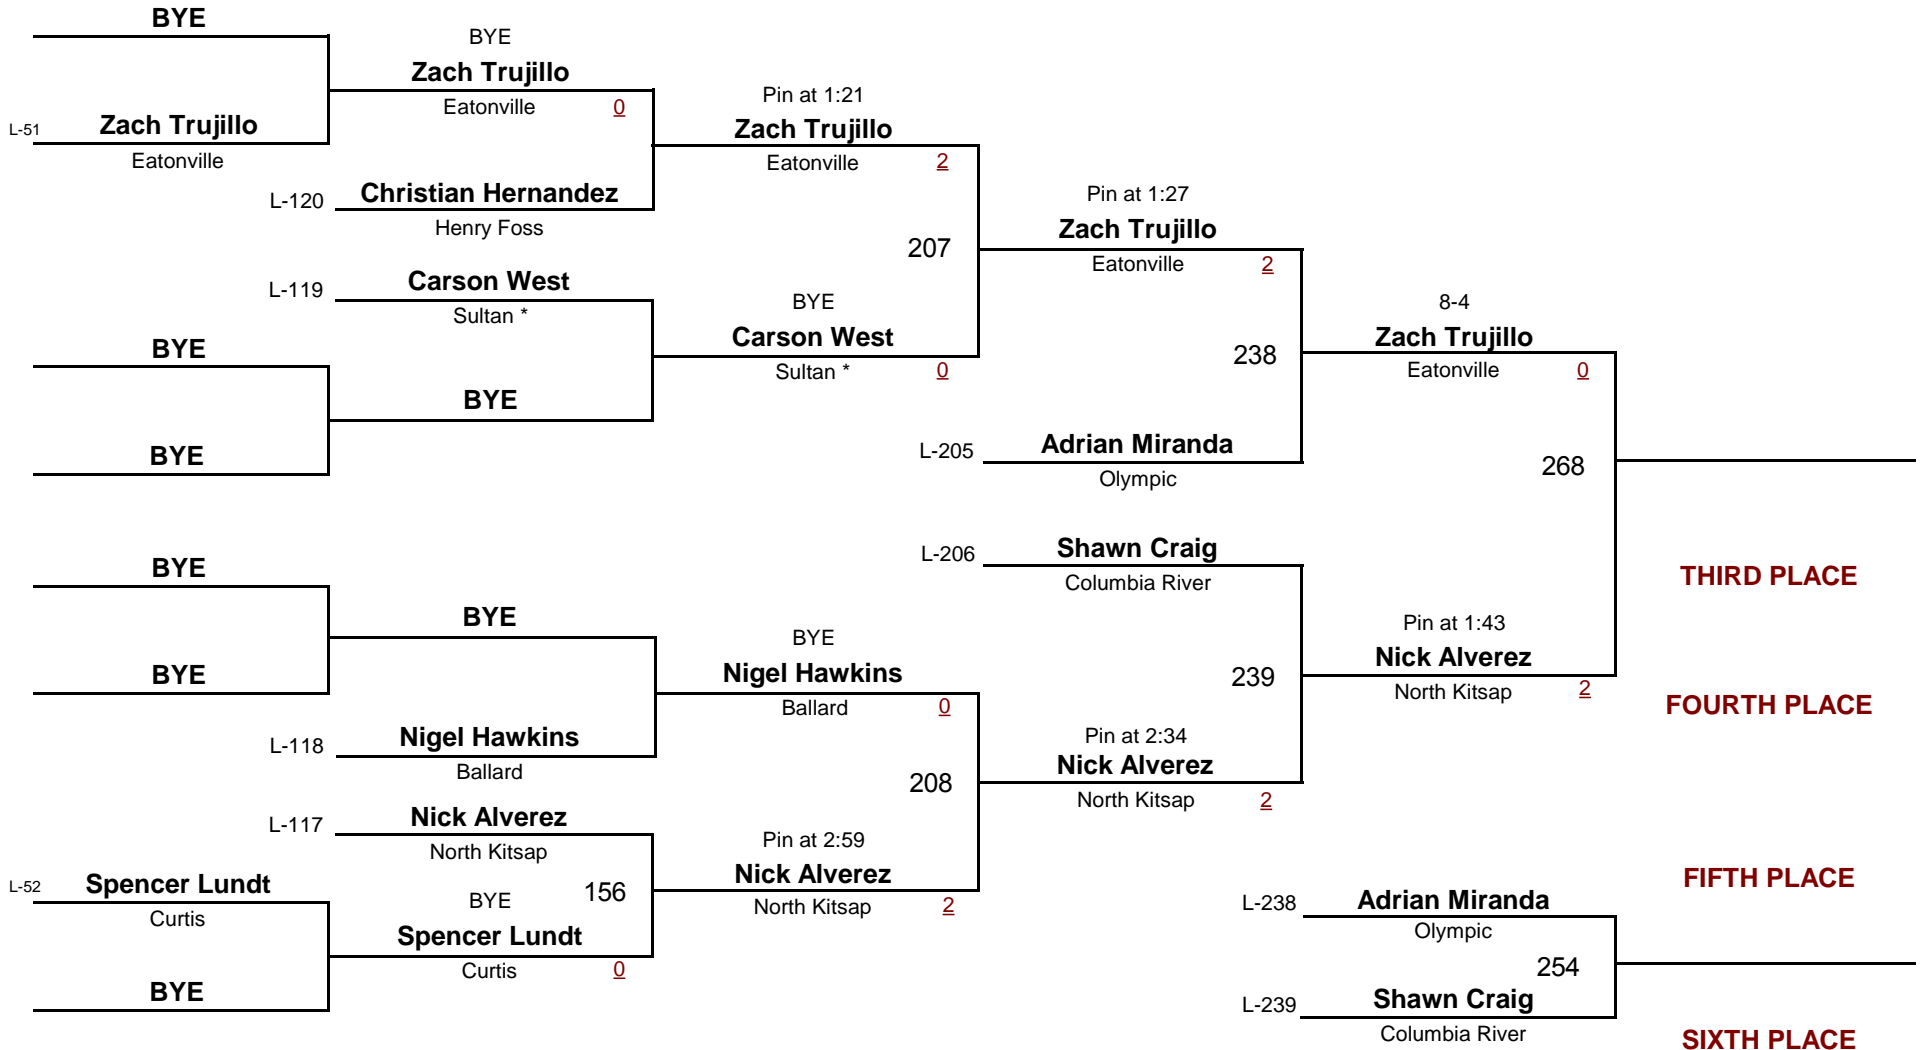 BYE
BYE
Zach Trujillo
Eatonville 0
L-51 Zach Trujillo
Eatonville
Pin at 1:21
Zach Trujillo
Eatonville 2
L-120 Christian Hernandez
Henry Foss
207
Pin at 1:27
Zach Trujillo
Eatonville 2
L-119 Carson West
Sultan *
BYE
Carson West
Sultan * 0
BYE
BYE
BYE
238
8-4
Zach Trujillo
Eatonville 0
L-205 Adrian Miranda
Olympic
268
L-206 Shawn Craig
Columbia River
THIRD PLACE
BYE
BYE
BYE
BYE
Nigel Hawkins
Ballard 0
239
Pin at 1:43
Nick Alverez
North Kitsap 2
FOURTH PLACE
L-118 Nigel Hawkins
Ballard
208
Pin at 2:34
Nick Alverez
North Kitsap 2
L-117 Nick Alverez
North Kitsap
156
Pin at 2:59
Nick Alverez
North Kitsap 2
L-52 Spencer Lundt
Curtis
BYE
Spencer Lundt
Curtis 0
BYE
FIFTH PLACE
L-238 Adrian Miranda
Olympic
254
L-239 Shawn Craig
Columbia River
SIXTH PLACE